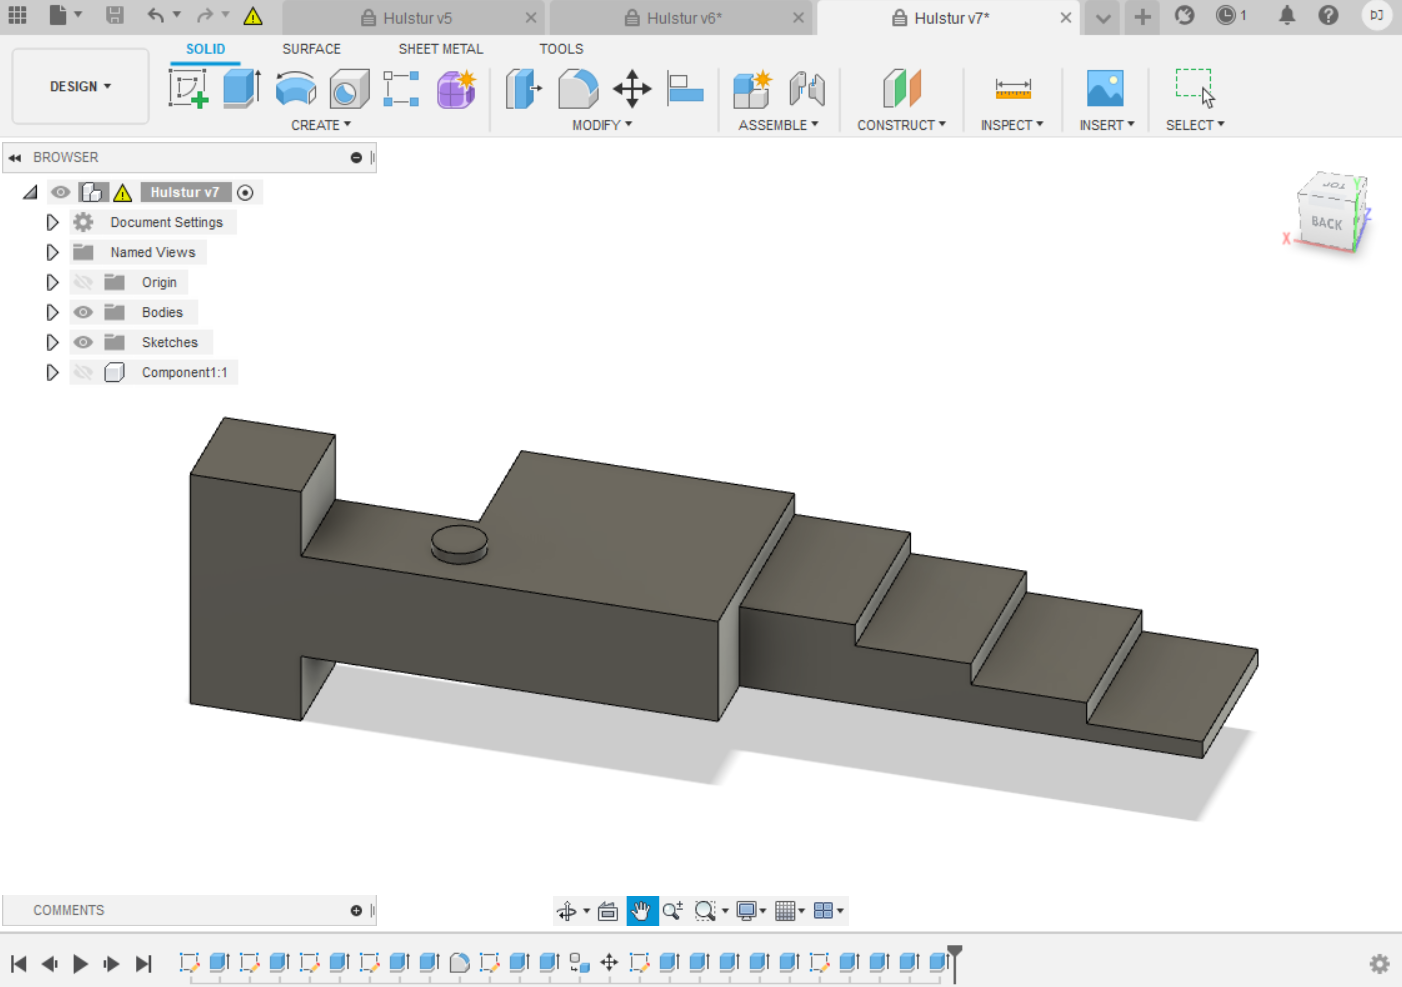 Hulstur v5
Hulstur v6*
Hulstur v7*
1
DJ
SOLID
SURFACE
SHEET METAL
TOOLS
DESIGN
CREATE
MODIFY
ASSEMBLE
CONSTRUCT
INSPECT
INSERT
SELECT
BROWSER
Hulstur v7
Document Settings
Named Views
Origin
Bodies
Sketches
Component1:1
TOP
BACK
X
Y
Z
COMMENTS